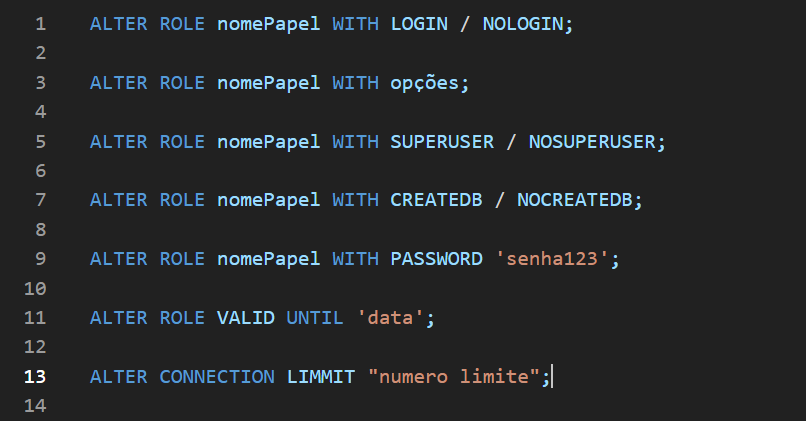 1 ALTER ROLE nomePapel WITH LOGIN / NOLOGIN;
2
3 ALTER ROLE nomePapel WITH opções;
4
5 ALTER ROLE nomePapel WITH SUPERUSER / NOSUPERUSER;
6
7 ALTER ROLE nomePapel WITH CREATEDB / NOCREATEDB;
8
9 ALTER ROLE nomePapel WITH PASSWORD 'senha123';
10
11 ALTER ROLE VALID UNTIL 'data';
12
13 ALTER CONNECTION LIMMIT "numero limite";
14